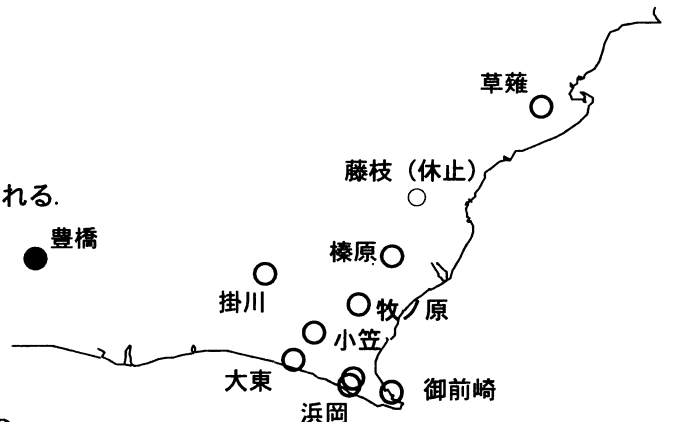 草薙
藤枝（休止）
れる.
豊橋
榛原
掛川
牧ノ原
小笠
大東
御前崎
浜岡